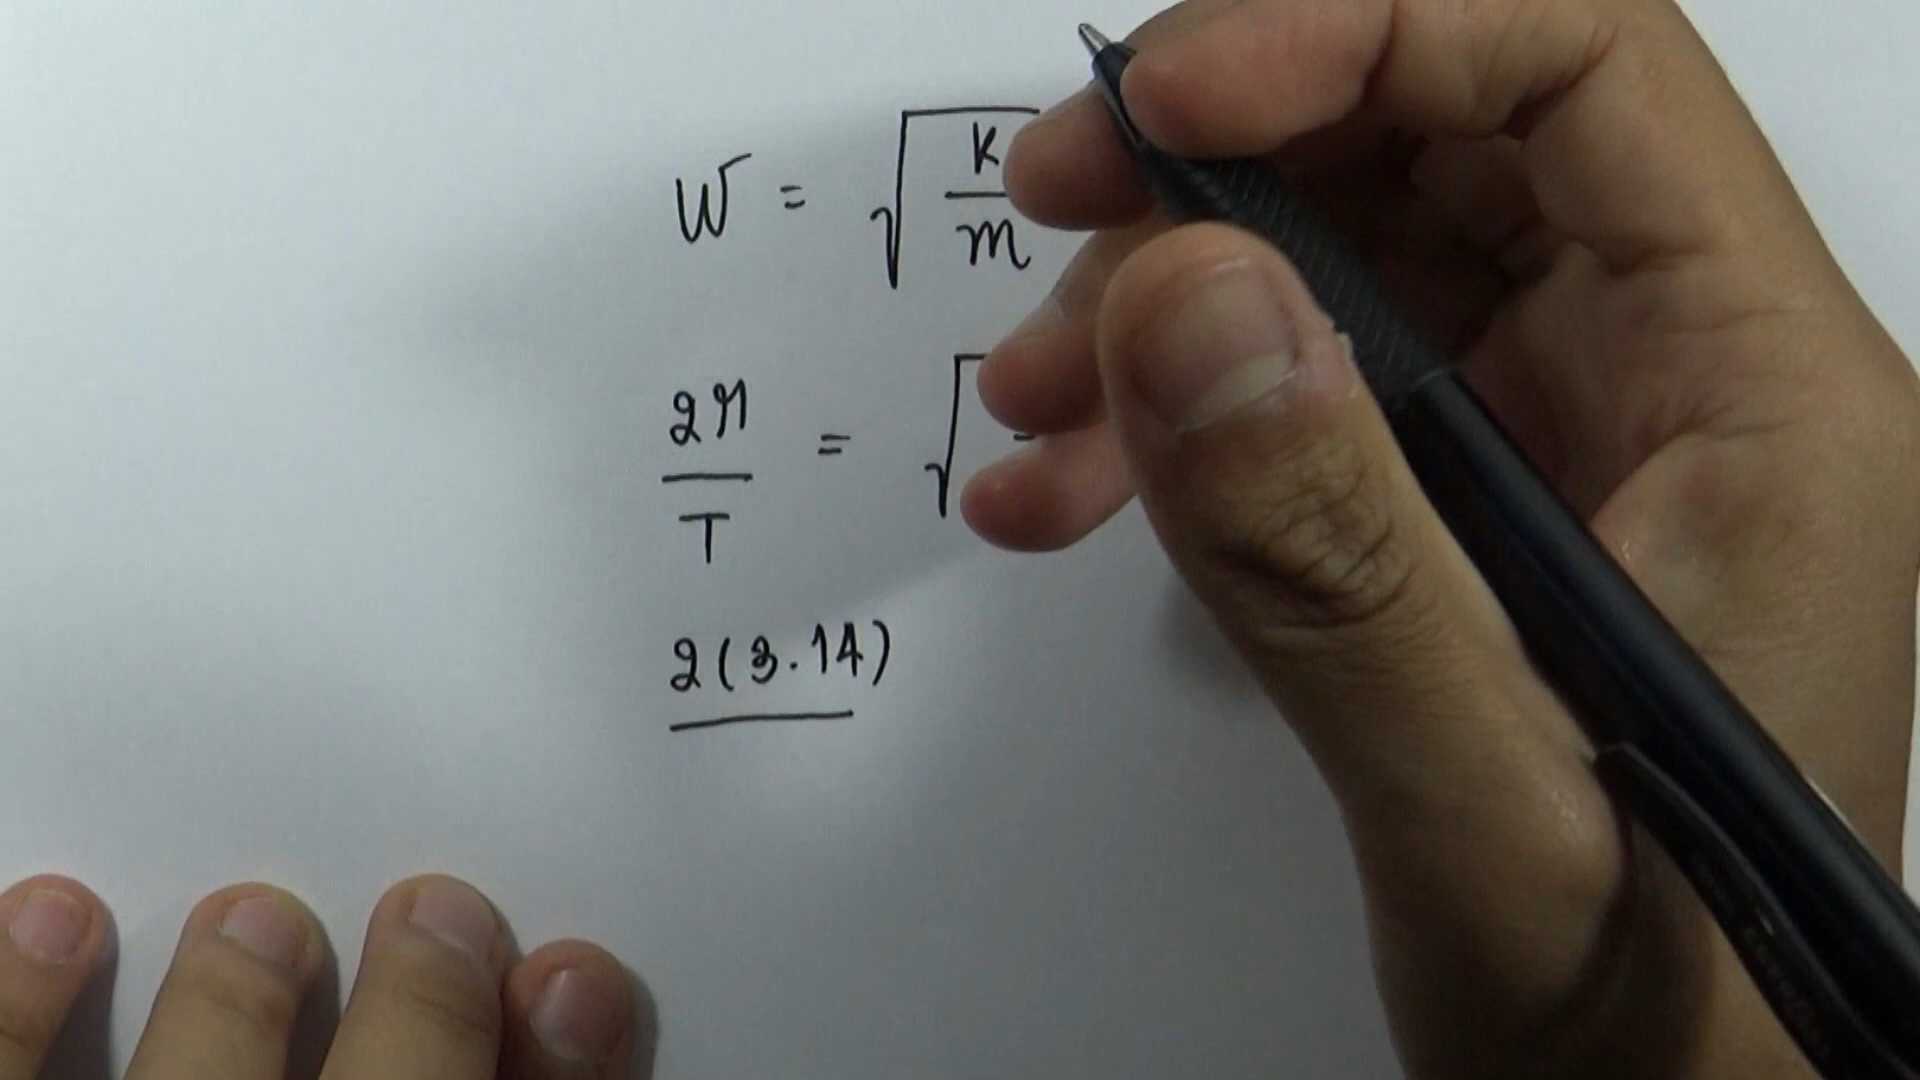 W = √(K/m)
2π/T = √
2(3.14)